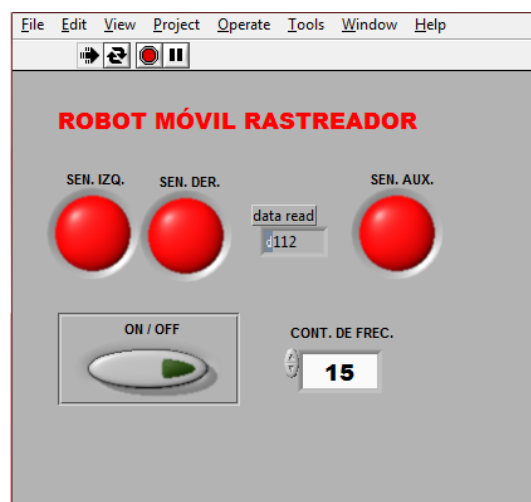 File Edit View Project Operate Tools Window Help
ROBOT MÓVIL RASTREADOR
SEN. IZQ. SEN. DER. SEN. AUX.
data read
d112
ON / OFF
CONT. DE FREC.
15